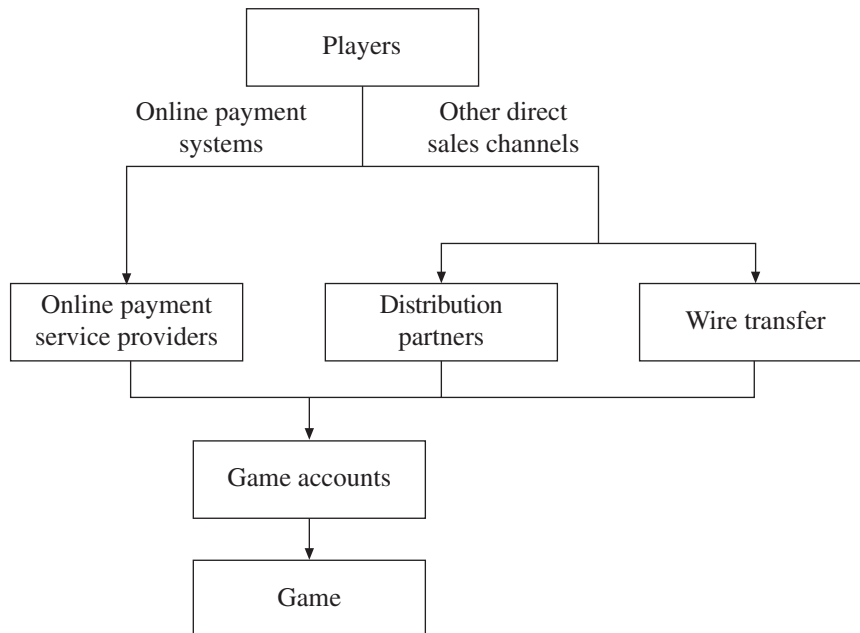 Players
Online payment
systems
Other direct
sales channels
Online payment
service providers
Distribution
partners
Wire transfer
Game accounts
Game